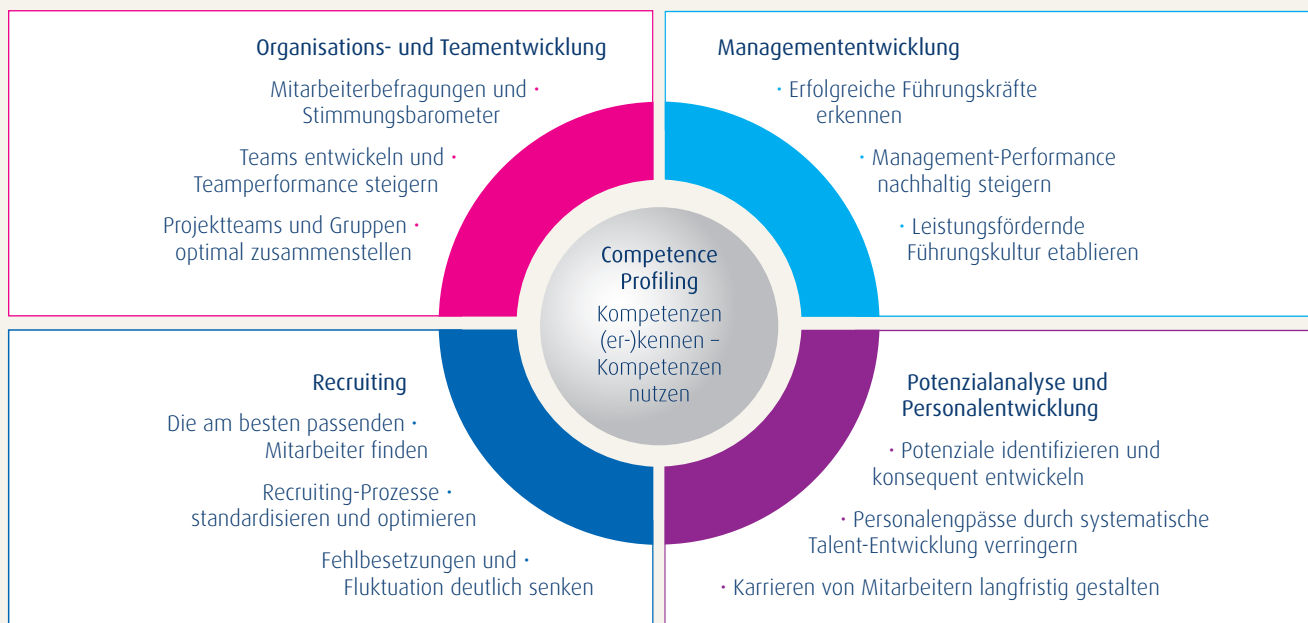 Organisations- und Teamentwicklung
Mitarbeiterbefragungen und ·
Stimmungsbarometer
Teams entwickeln und ·
Teamperformance steigern
Projektteams und Gruppen ·
optimal zusammenstellen
Managemententwicklung
· Erfolgreiche Führungskräfte
erkennen
· Management-Performance
nachhaltig steigern
· Leistungsfördernde
Führungskultur etablieren
Competence
Profiling
Kompetenzen
(er-)kennen –
Kompetenzen
nutzen
Recruiting
Die am besten passenden ·
Mitarbeiter finden
Recruiting-Prozesse ·
standardisieren und optimieren
Fehlbesetzungen und ·
Fluktuation deutlich senken
Potenzialanalyse und
Personalentwicklung
· Potenziale identifizieren und
konsequent entwickeln
· Personalengpässe durch systematische
Talent-Entwicklung verringern
· Karrieren von Mitarbeitern langfristig gestalten